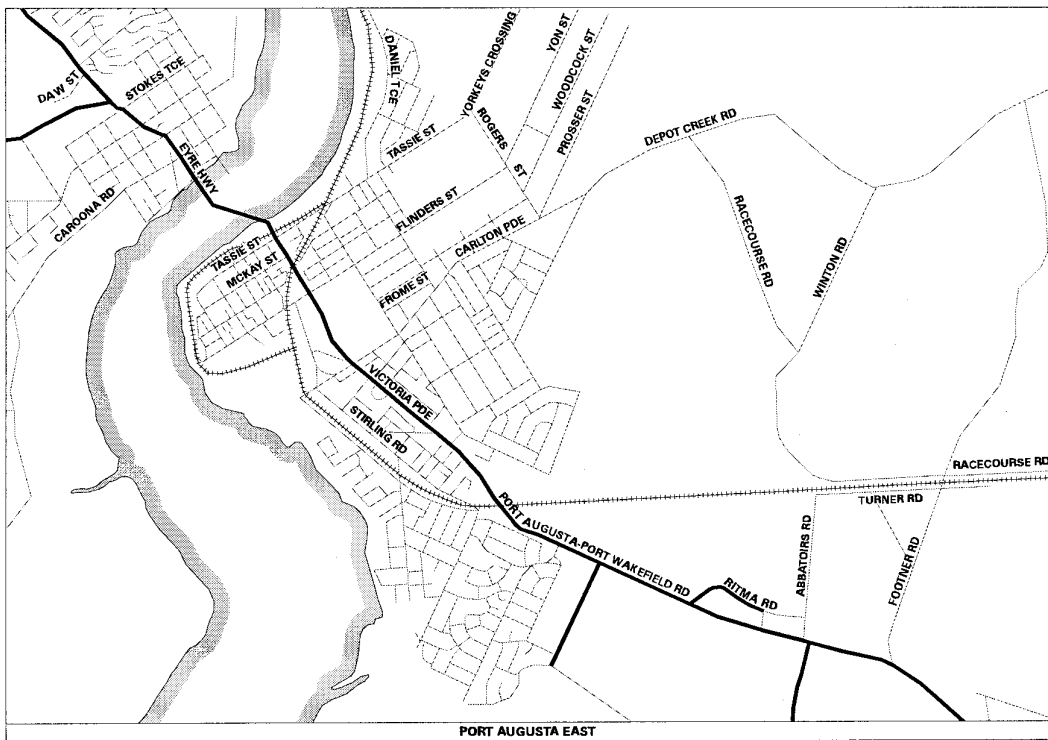 DAW ST
STOKES TCE
EYRE HWY
CAROONA RD
DANIEL TCE
YORKEYS CROSSING
YON ST
WOODCOCK ST
PROSSER ST
ROGERS ST
TASSIE ST
FLINDERS ST
CARLTON PDE
DEPOT CREEK RD
RACECOURSE RD
WINTON RD
TASSIE ST
MCKAY ST
FROME ST
VICTORIA PDE
STIRLING RD
PORT AUGUSTA-PORT WAKEFIELD RD
RACECOURSE RD
TURNER RD
ABBATOIRS RD
FOOTNER RD
RITMA RD
PORT AUGUSTA EAST